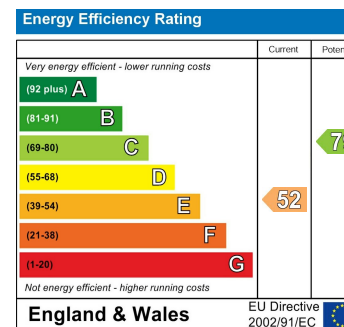 Energy Efficiency Rating
Current
Very energy efficient - lower running costs
(92 plus) A
(81-91) B
(69-80) C
(55-68) D
(39-54) E
52
(21-38) F
(1-20) G
Not energy efficient - higher running costs
England & Wales
EU Directive
2002/91/EC